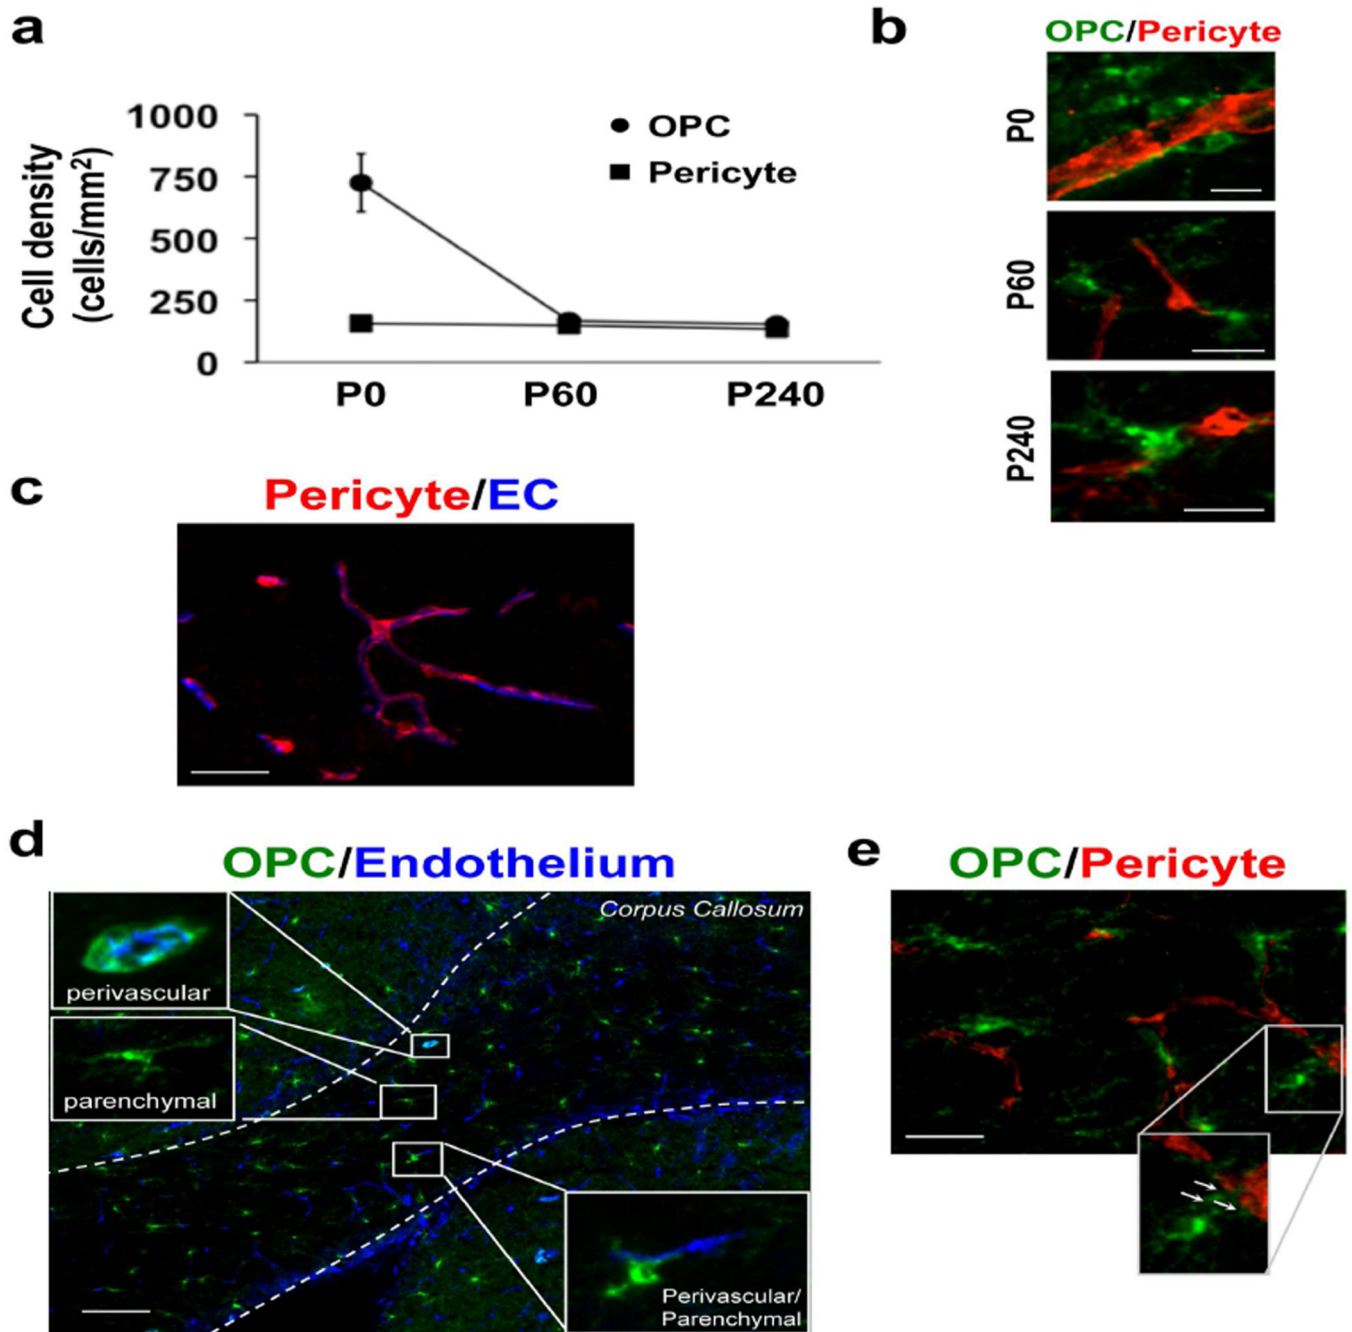 a
1000
750
500
250
0
Cell density
(cells/mm²)
OPC
Pericyte
P0
P60
P240
b
OPC/Pericyte
P0
P60
P240
c
Pericyte/EC
d
OPC/Endothelium
Corpus Callosum
perivascular
parenchymal
Perivascular/
Parenchymal
e
OPC/Pericyte